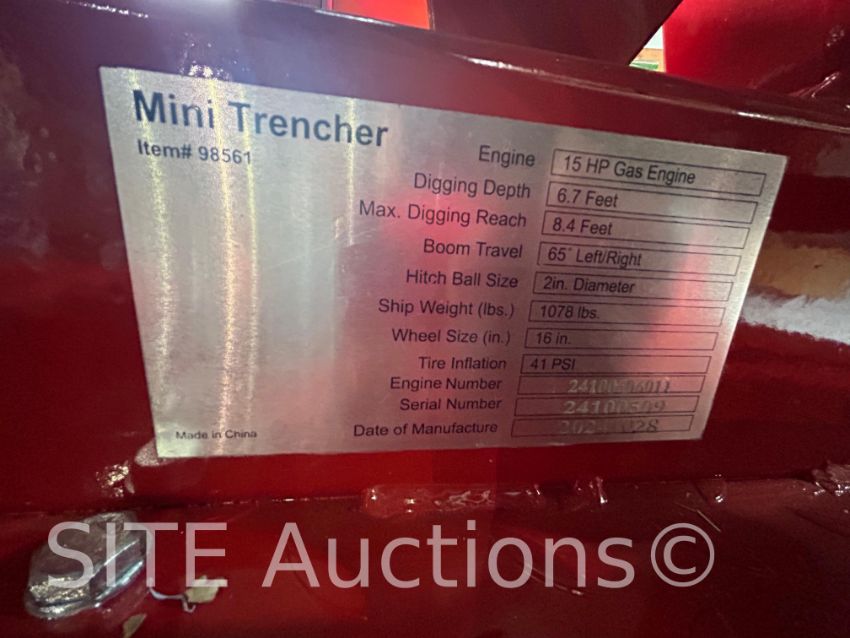 Mini Trencher
Item# 98561
Engine 15 HP Gas Engine
Digging Depth 6.7 Feet
Max. Digging Reach 8.4 Feet
Boom Travel 65° Left/Right
Hitch Ball Size 2in. Diameter
Ship Weight (lbs.) 1078 lbs.
Wheel Size (in.) 16 in.
Tire Inflation 41 PSI
Engine Number
Serial Number 24100509
Date of Manufacture
Made in China
SITE Auctions©